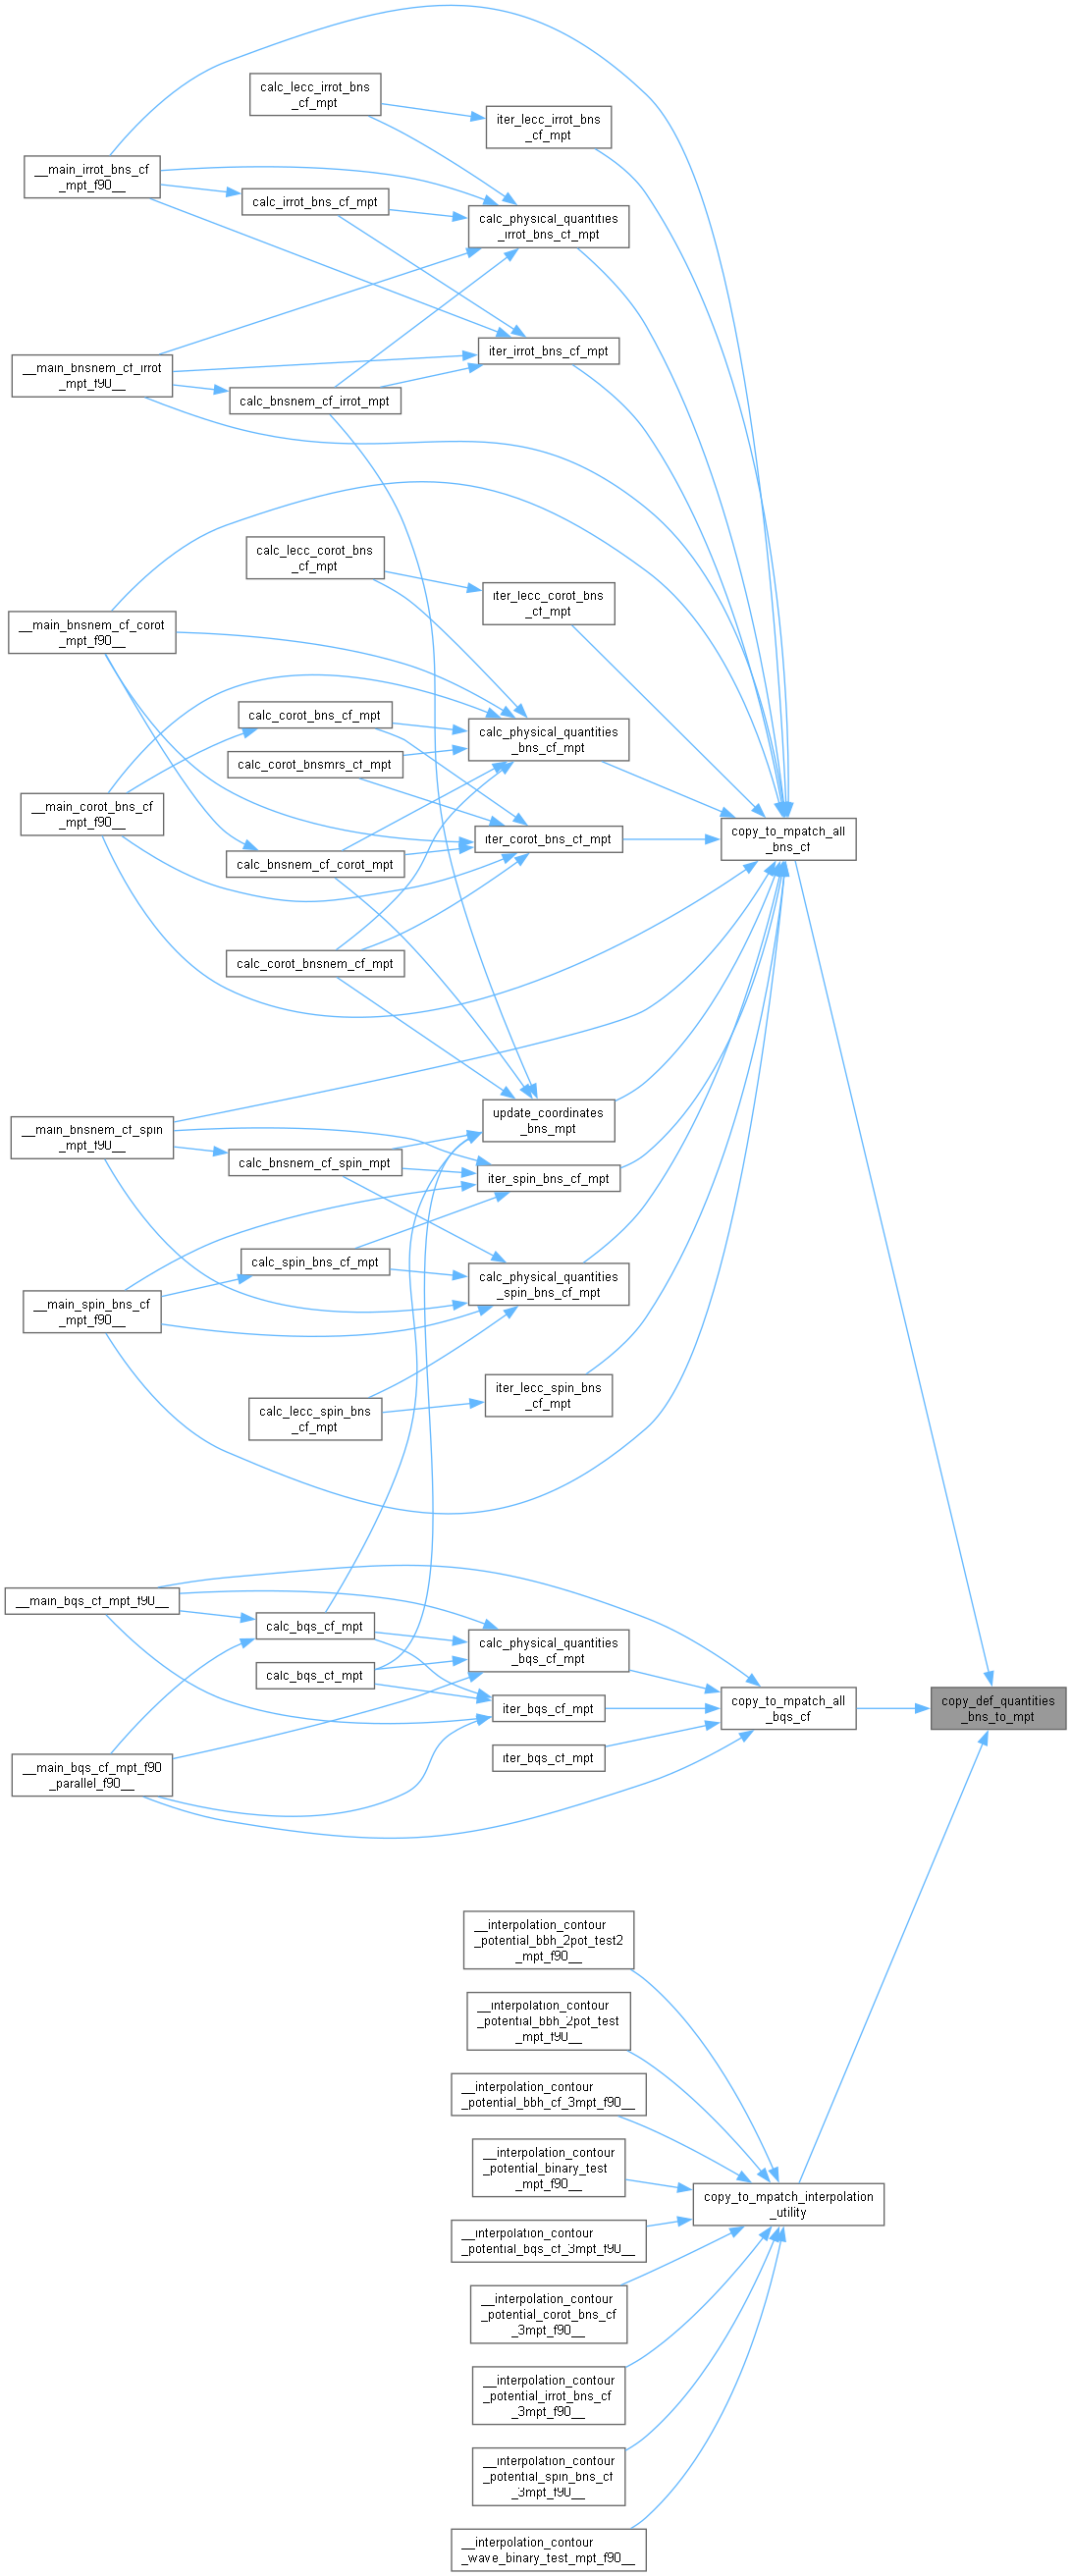 calc_lecc_irrot_bns
_cf_mpt
iter_lecc_irrot_bns
_cf_mpt
__main_irrot_bns_cf
_mpt_f90__
calc_irrot_bns_cf_mpt
calc_physical_quantities
_irrot_bns_cf_mpt
iter_irrot_bns_cf_mpt
__main_bnsnem_cf_irrot
_mpt_f90__
calc_bnsnem_cf_irrot_mpt
calc_lecc_corot_bns
_cf_mpt
iter_lecc_corot_bns
_cf_mpt
__main_bnsnem_cf_corot
_mpt_f90__
calc_corot_bns_cf_mpt
calc_physical_quantities
_bns_cf_mpt
calc_corot_bnsmrs_cf_mpt
__main_corot_bns_cf
_mpt_f90__
iter_corot_bns_cf_mpt
copy_to_mpatch_all
_bns_cf
calc_bnsnem_cf_corot_mpt
calc_corot_bnsnem_cf_mpt
update_coordinates
_bns_mpt
__main_bnsnem_cf_spin
_mpt_f90__
calc_bnsnem_cf_spin_mpt
iter_spin_bns_cf_mpt
calc_spin_bns_cf_mpt
calc_physical_quantities
_spin_bns_cf_mpt
__main_spin_bns_cf
_mpt_f90__
iter_lecc_spin_bns
_cf_mpt
calc_lecc_spin_bns
_cf_mpt
__main_bqs_cf_mpt_f90__
calc_bqs_cf_mpt
calc_physical_quantities
_bqs_cf_mpt
calc_bqs_cf_mpt
iter_bqs_cf_mpt
copy_to_mpatch_all
_bqs_cf
copy_def_quantities
_bns_to_mpt
iter_bqs_cf_mpt
__main_bqs_cf_mpt_f90
_parallel_f90__
__interpolation_contour
_potential_bbh_2pot_test2
_mpt_f90__
__interpolation_contour
_potential_bbh_2pot_test
_mpt_f90__
__interpolation_contour
_potential_bbh_cf_3mpt_f90__
__interpolation_contour
_potential_binary_test
_mpt_f90__
copy_to_mpatch_interpolation
_utility
__interpolation_contour
_potential_bqs_cf_3mpt_f90__
__interpolation_contour
_potential_corot_bns_cf
_3mpt_f90__
__interpolation_contour
_potential_irrot_bns_cf
_3mpt_f90__
__interpolation_contour
_potential_spin_bns_cf
_3mpt_f90__
__interpolation_contour
_wave_binary_test_mpt_f90__